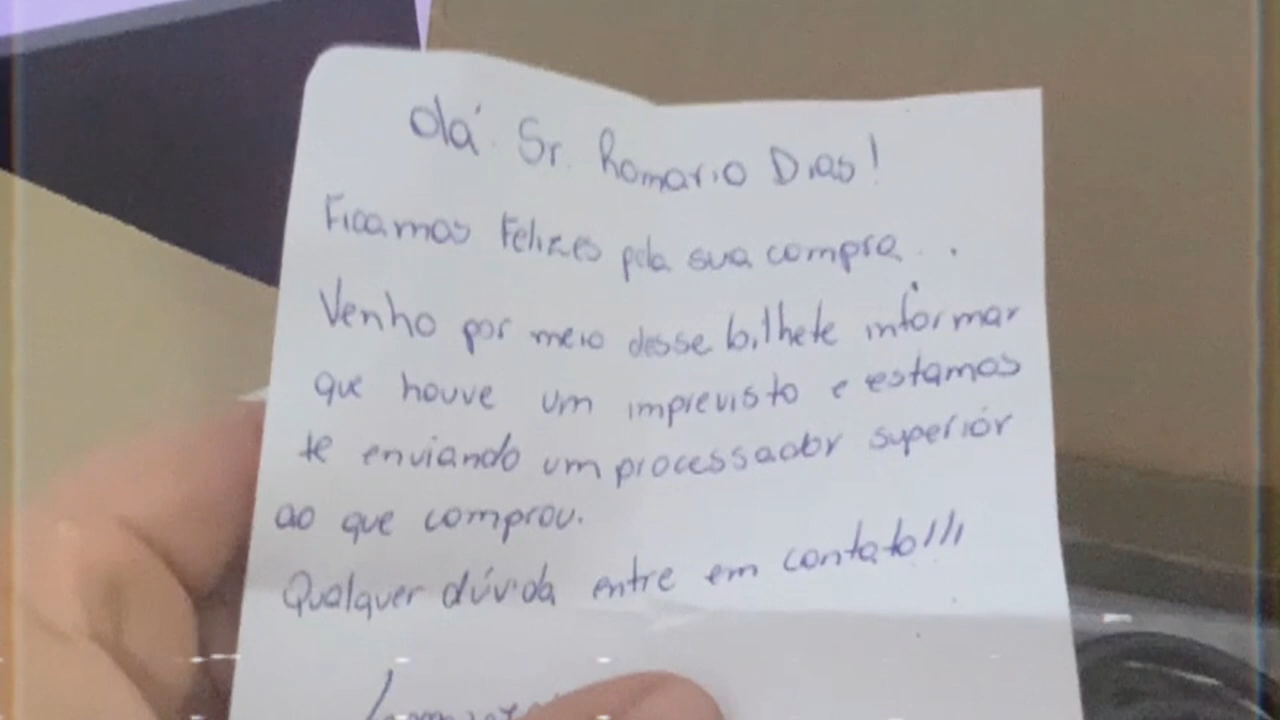 Olá Sr. Romario Dias!
Ficamos Felizes pela sua compra.
Venho por meio desse bilhete informar
que houve um imprevisto e estamos
te enviando um processador superior
ao que comprou.
Qualquer dúvida entre em contato!!!